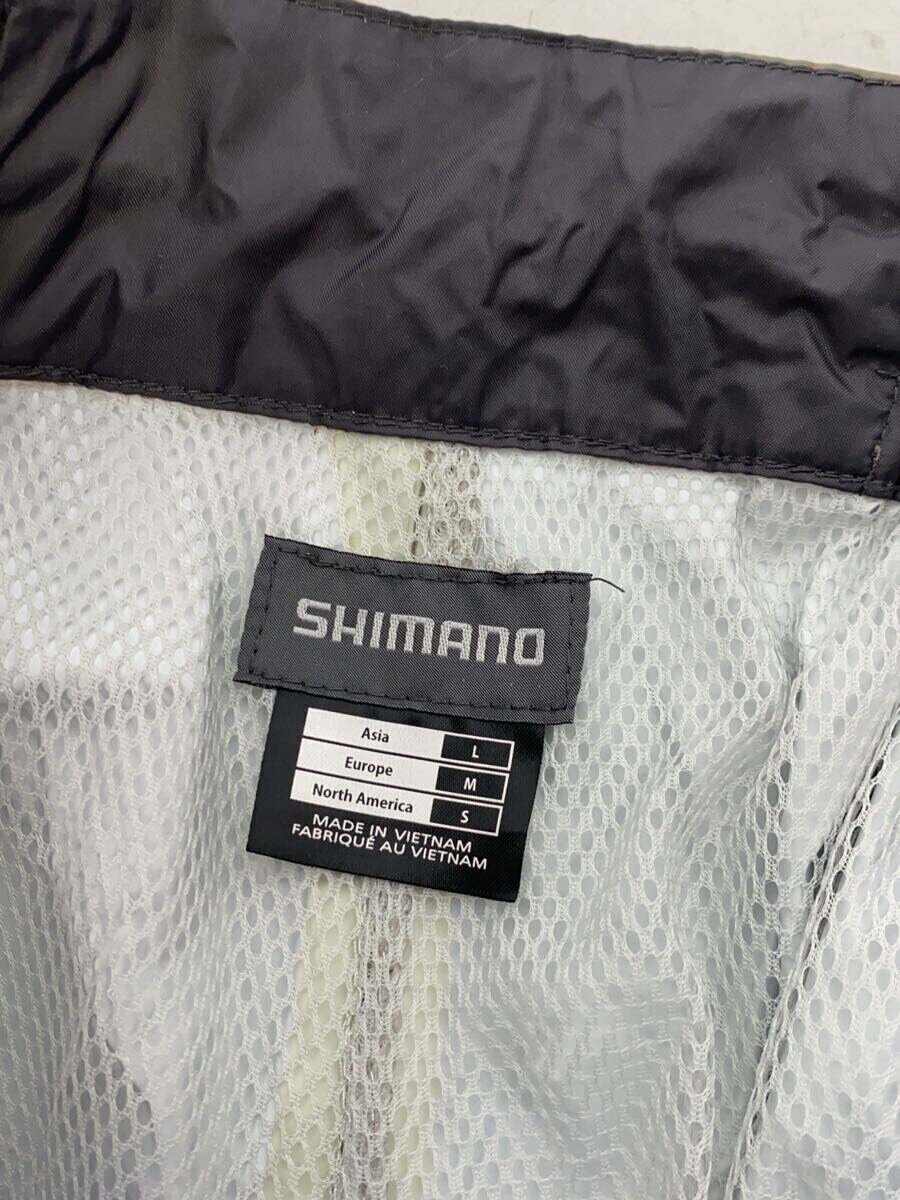 SHIMANO
Asia L
Europe M
North America S
MADE IN VIETNAM
FABRIQUÉ AU VIETNAM